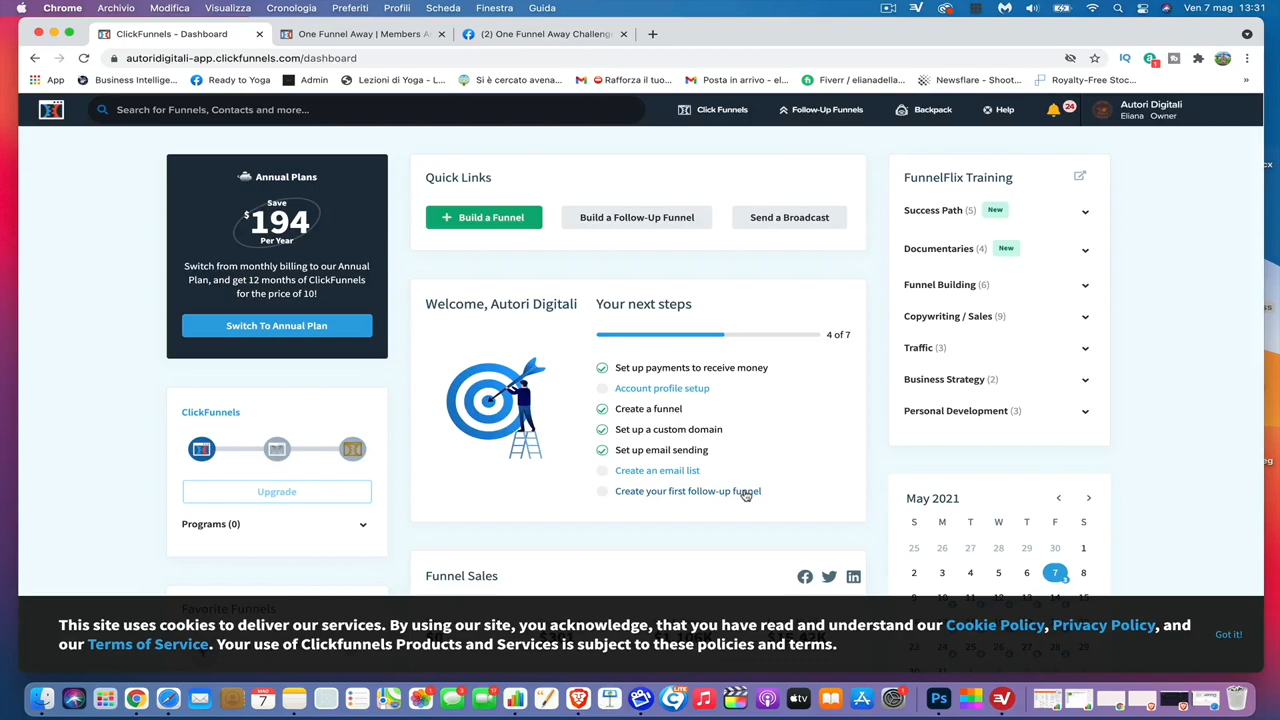 Chrome Archivio Modifica Visualizza Cronologia Preferiti Profili Scheda Finestra Guida Ven 7 mag 13:31
ClickFunnels - Dashboard One Funnel Away | Members A (2) One Funnel Away Challenge
autoridigitali-app.clickfunnels.com/dashboard
App Business Intellige... Ready to Yoga Admin Lezioni di Yoga - L... Si è cercato avena... Rafforza il tuo... Posta in arrivo - el... Fiverr / elianadella... Newsflare - Shoot... Royalty-Free Stoc... »
Search for Funnels, Contacts and more... Click Funnels Follow-Up Funnels Backpack Help 24 Autori Digitali
Eliana Owner
Annual Plans
Save
$194
Per Year
Switch from monthly billing to our Annual
Plan, and get 12 months of ClickFunnels
for the price of 10!
Switch To Annual Plan
ClickFunnels
Upgrade
Programs (0)
Favorite Funnels
Quick Links
+ Build a Funnel Build a Follow-Up Funnel Send a Broadcast
Welcome, Autori Digitali
Your next steps
4 of 7
Set up payments to receive money
Account profile setup
Create a funnel
Set up a custom domain
Set up email sending
Create an email list
Create your first follow-up funnel
Funnel Sales
FunnelFlix Training
Success Path (5) New
Documentaries (4) New
Funnel Building (6)
Copywriting / Sales (9)
Traffic (3)
Business Strategy (2)
Personal Development (3)
May 2021
S M T W T F S
25 26 27 28 29 30 1
2 3 4 5 6 7 8
This site uses cookies to deliver our services. By using our site, you acknowledge, that you have read and understand our Cookie Policy, Privacy Policy, and
our Terms of Service. Your use of Clickfunnels Products and Services is subject to these policies and terms.
Got it!